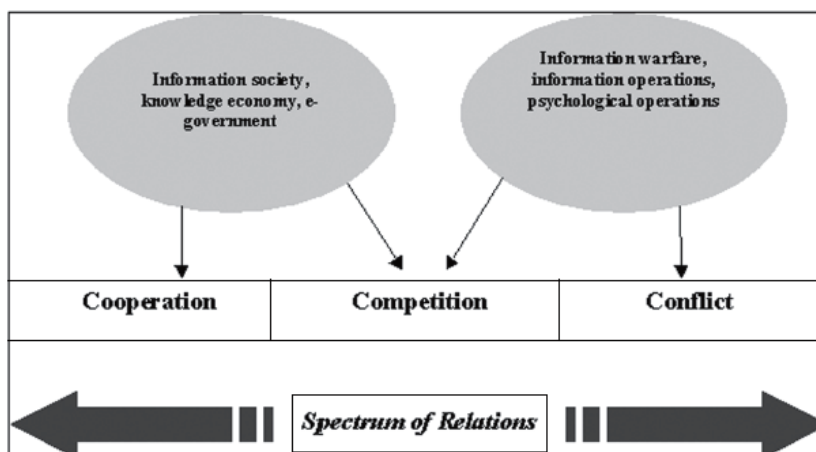 Information society,
knowledge economy, e-
government
Information warfare,
information operations,
psychological operations
Cooperation
Competition
Conflict
Spectrum of Relations